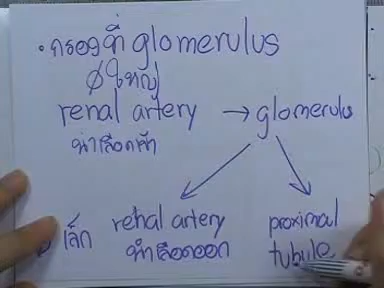 • กรองที่ glomerulus
∅ใหญ่
renal artery → glomerulus
นำเลือดเข้า
เล็ก renal artery proximal
นำเลือดออก tubule